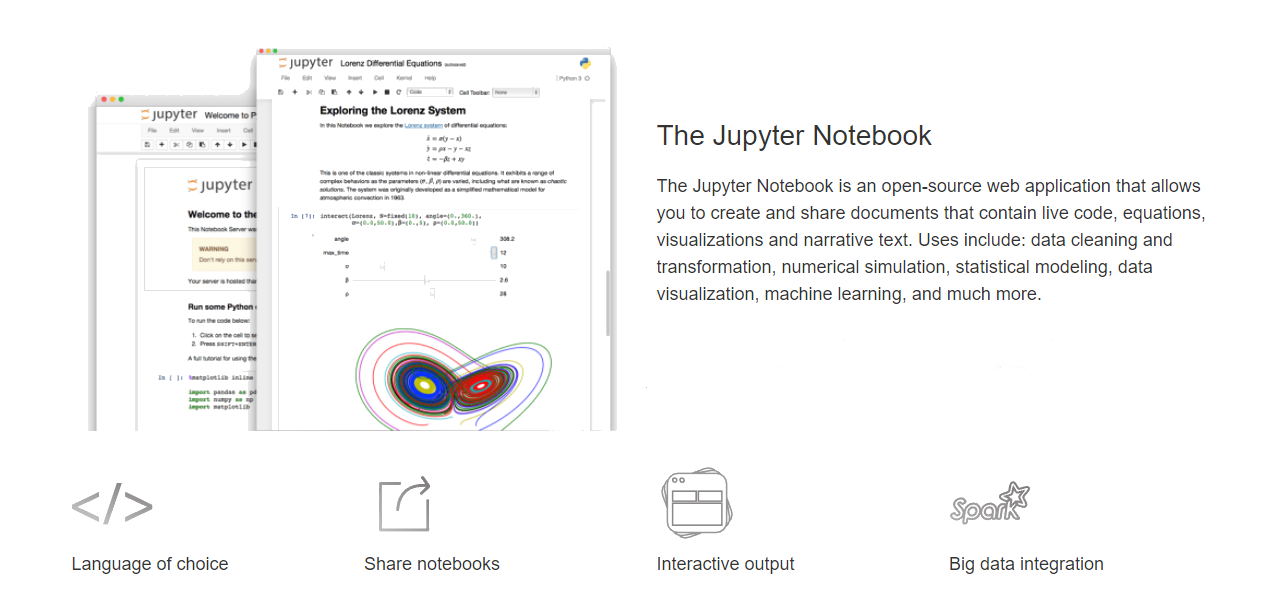 jupyter Lorenz Differential Equations (autosaved)
File Edit View Insert Cell Kernel Help Python 3
Code Cell Toolbar: None
Exploring the Lorenz System
In this Notebook we explore the Lorenz system of differential equations:
ẋ = σ(y − x)
ẏ = ρx − y − xz
ż = −βz + xy
This is one of the classic systems in non-linear differential equations. It exhibits a range of
complex behaviors as the parameters (σ, β, ρ) are varied, including what are known as chaotic
solutions. The system was originally developed as a simplified mathematical model for
atmospheric convection in 1963.
In [7]: interact(Lorenz, N=fixed(10), angle=(0.,360.),
σ=(0.0,50.0),β=(0.,5), ρ=(0.0,50.0))
angle 308.2
max_time 12
σ 10
β 2.6
ρ 28
jupyter Welcome to P
File Edit View Insert Cell
jupyter
Welcome to the
This Notebook Server wa
WARNING
Don't rely on this serv
Your server is hosted that
Run some Python
To run the code below:
1. Click on the cell to se
2. Press SHIFT+ENTER
A full tutorial for using the
In [ ]: %matplotlib inline
import pandas as pd
import numpy as np
import matplotlib
The Jupyter Notebook
The Jupyter Notebook is an open-source web application that allows
you to create and share documents that contain live code, equations,
visualizations and narrative text. Uses include: data cleaning and
transformation, numerical simulation, statistical modeling, data
visualization, machine learning, and much more.
</>
Spark
Language of choice
Share notebooks
Interactive output
Big data integration